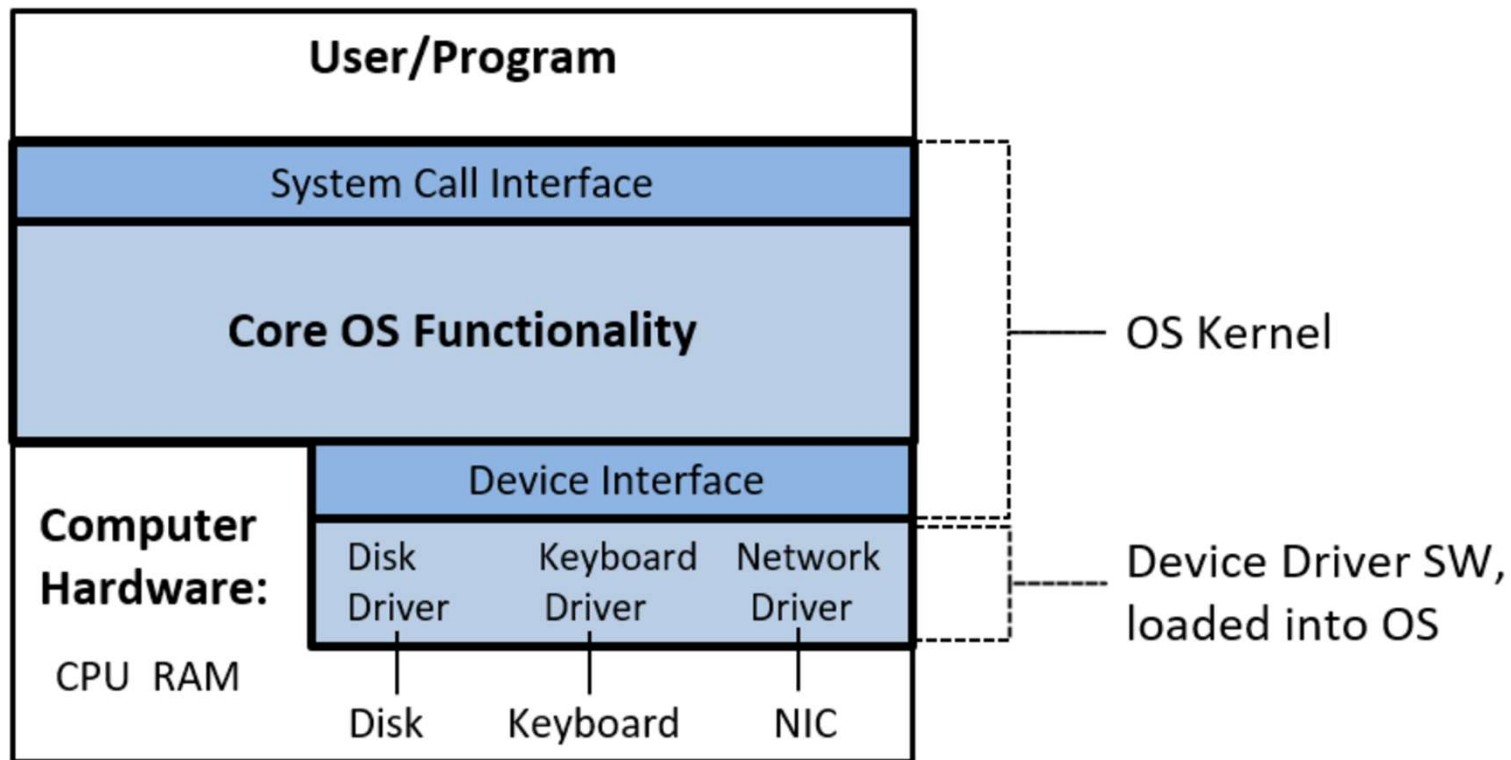 User/Program
System Call Interface
Core OS Functionality
OS Kernel
Device Interface
Computer
Hardware:
CPU RAM
Disk Keyboard Network
Driver Driver Driver
Device Driver SW,
loaded into OS
Disk Keyboard NIC